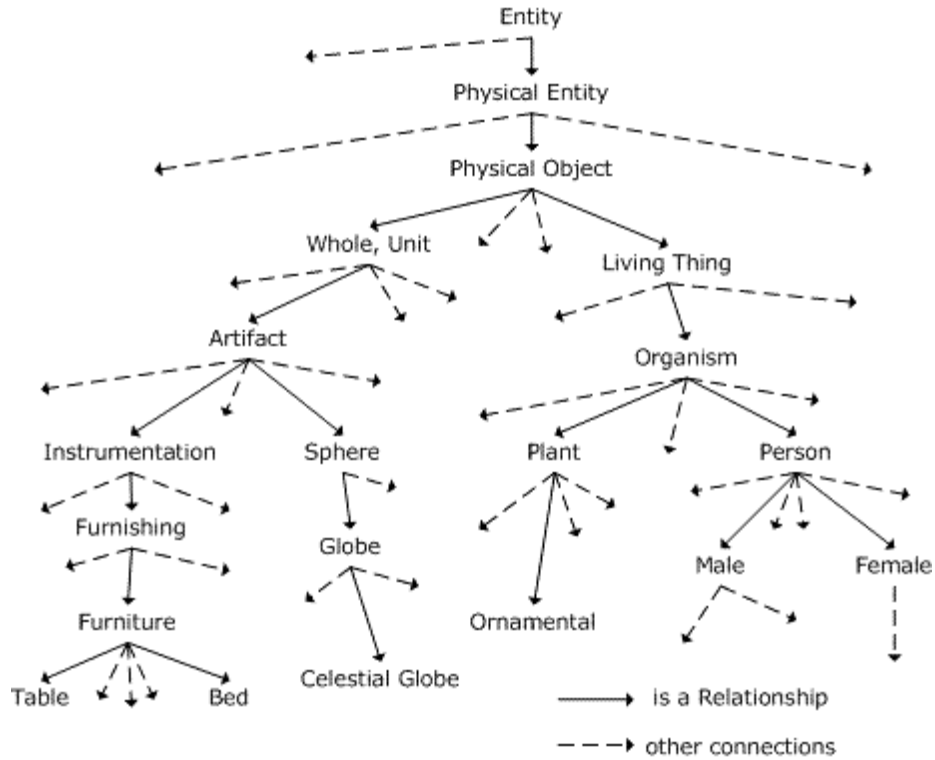 Entity
Physical Entity
Physical Object
Whole, Unit
Living Thing
Artifact
Organism
Instrumentation
Sphere
Plant
Person
Furnishing
Globe
Male
Female
Furniture
Ornamental
Table
Bed
Celestial Globe
is a Relationship
other connections